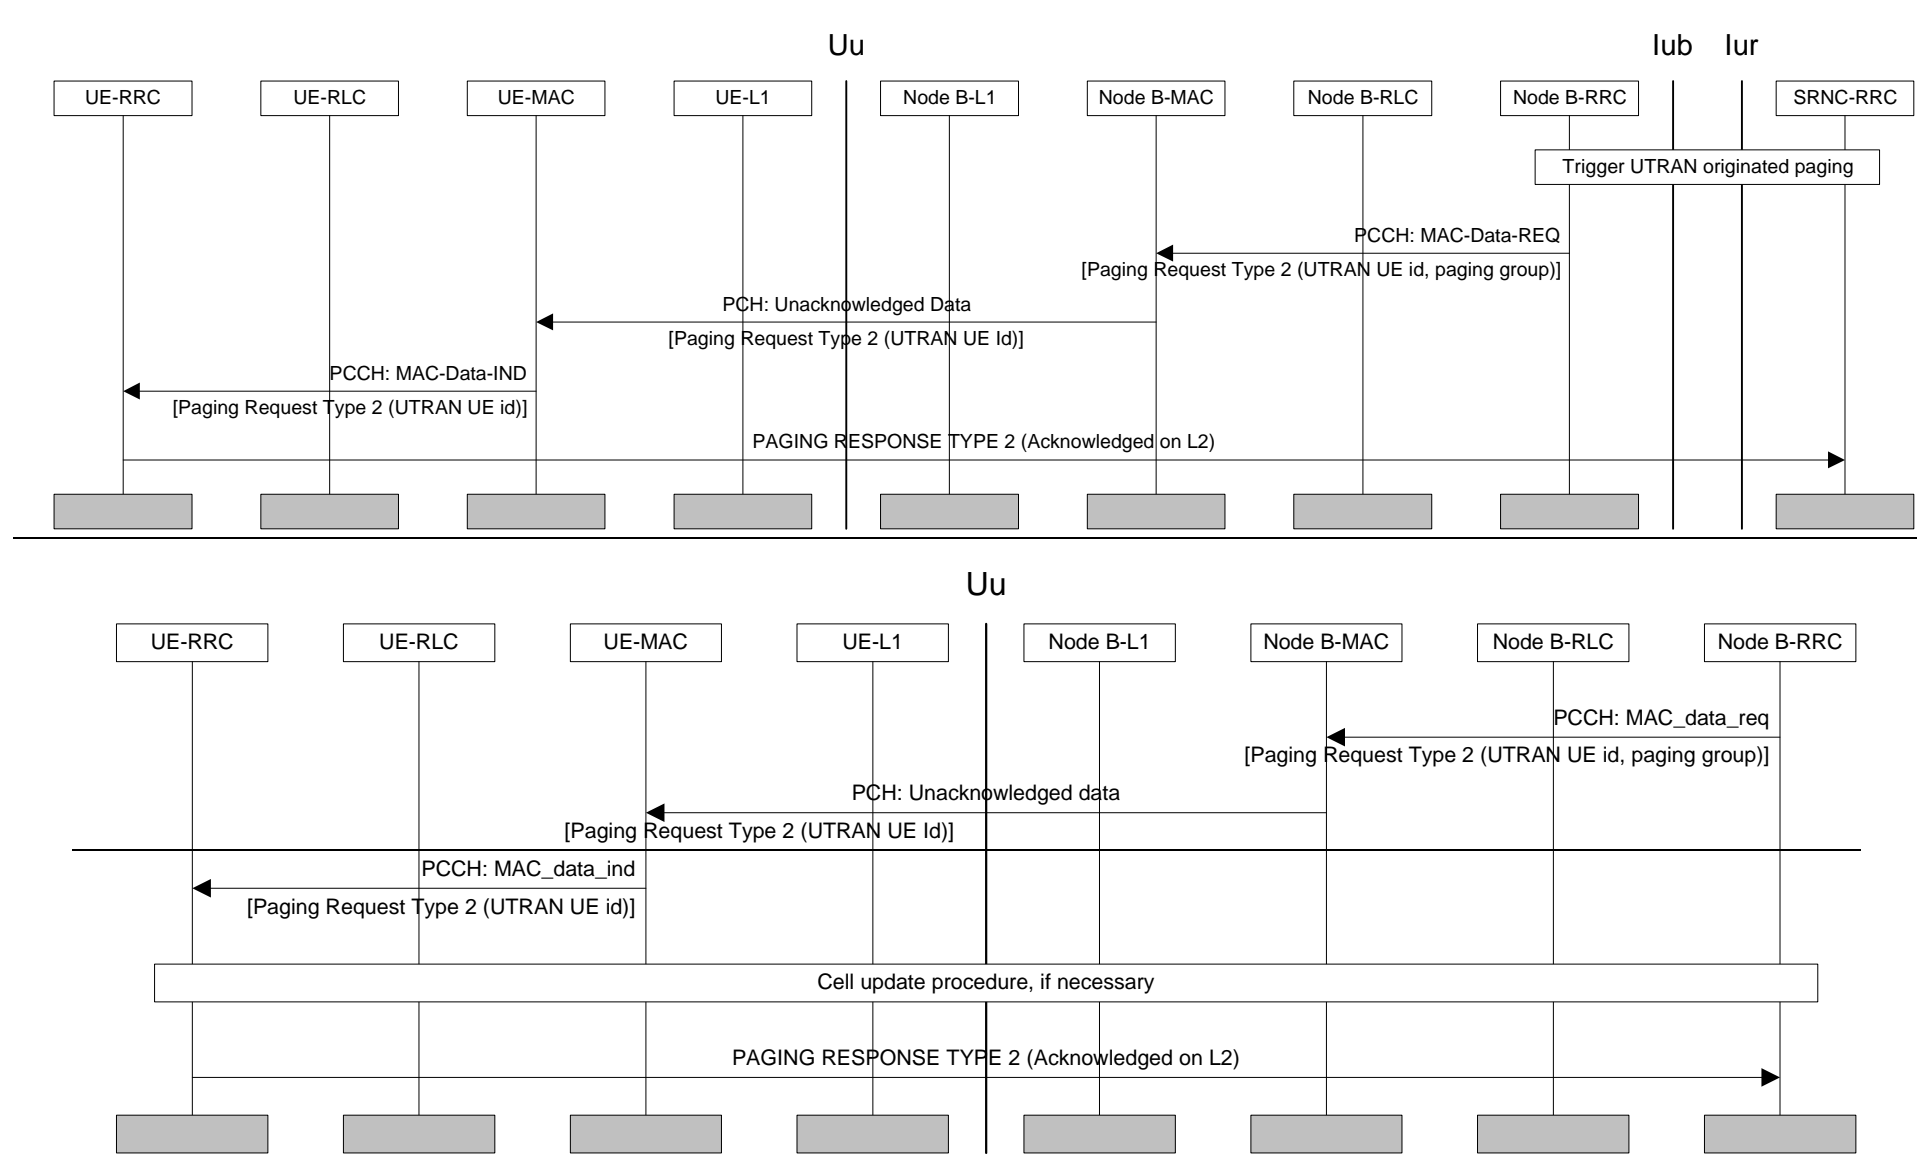 Uu
Iub
Iur
UE-RRC
UE-RLC
UE-MAC
UE-L1
Node B-L1
Node B-MAC
Node B-RLC
Node B-RRC
SRNC-RRC
Trigger UTRAN originated paging
PCCH: MAC-Data-REQ
[Paging Request Type 2 (UTRAN UE id, paging group)]
PCH: Unacknowledged Data
[Paging Request Type 2 (UTRAN UE Id)]
PCCH: MAC-Data-IND
[Paging Request Type 2 (UTRAN UE id)]
PAGING RESPONSE TYPE 2 (Acknowledged on L2)
Uu
UE-RRC
UE-RLC
UE-MAC
UE-L1
Node B-L1
Node B-MAC
Node B-RLC
Node B-RRC
PCCH: MAC_data_req
[Paging Request Type 2 (UTRAN UE id, paging group)]
PCH: Unacknowledged data
[Paging Request Type 2 (UTRAN UE Id)]
PCCH: MAC_data_ind
[Paging Request Type 2 (UTRAN UE id)]
Cell update procedure, if necessary
PAGING RESPONSE TYPE 2 (Acknowledged on L2)